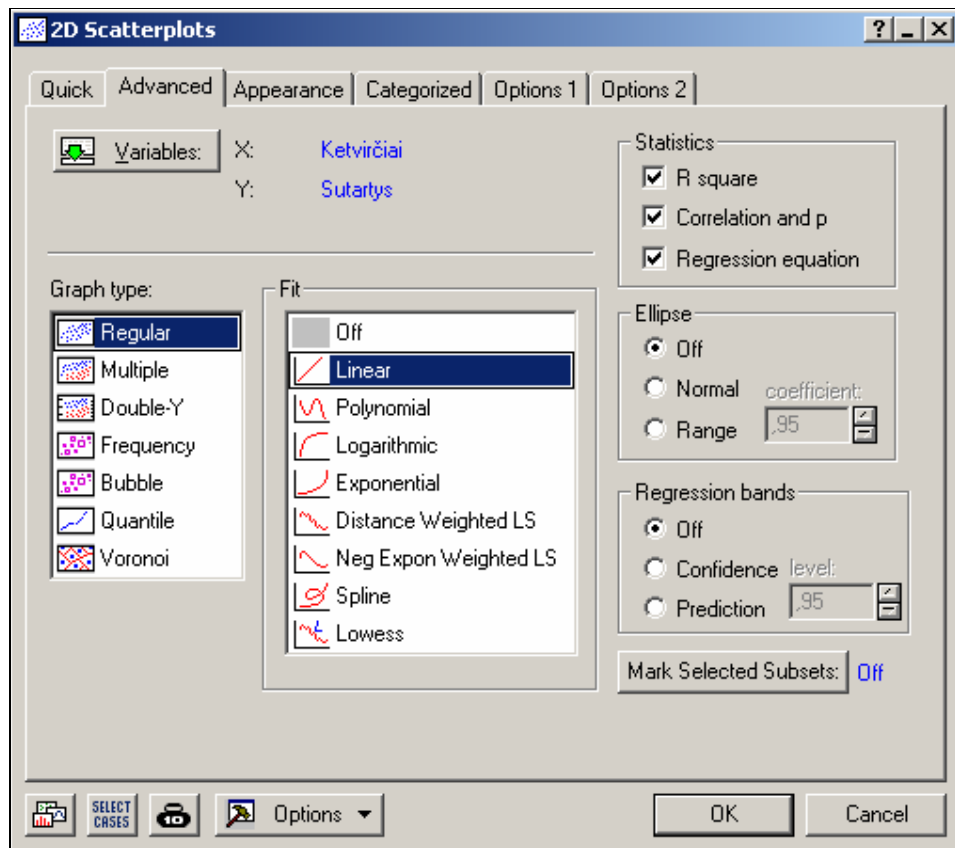 2D Scatterplots
Quick Advanced Appearance Categorized Options 1 Options 2
Variables: X: Ketvirčiai
Y: Sutartys
Graph type:
Regular
Multiple
Double-Y
Frequency
Bubble
Quantile
Voronoi
Fit
Off
Linear
Polynomial
Logarithmic
Exponential
Distance Weighted LS
Neg Expon Weighted LS
Spline
Lowess
Statistics
R square
Correlation and p
Regression equation
Ellipse
Off
Normal coefficient:
Range ,95
Regression bands
Off
Confidence level:
Prediction ,95
Mark Selected Subsets: Off
SELECT
CASES
10
Options
OK
Cancel